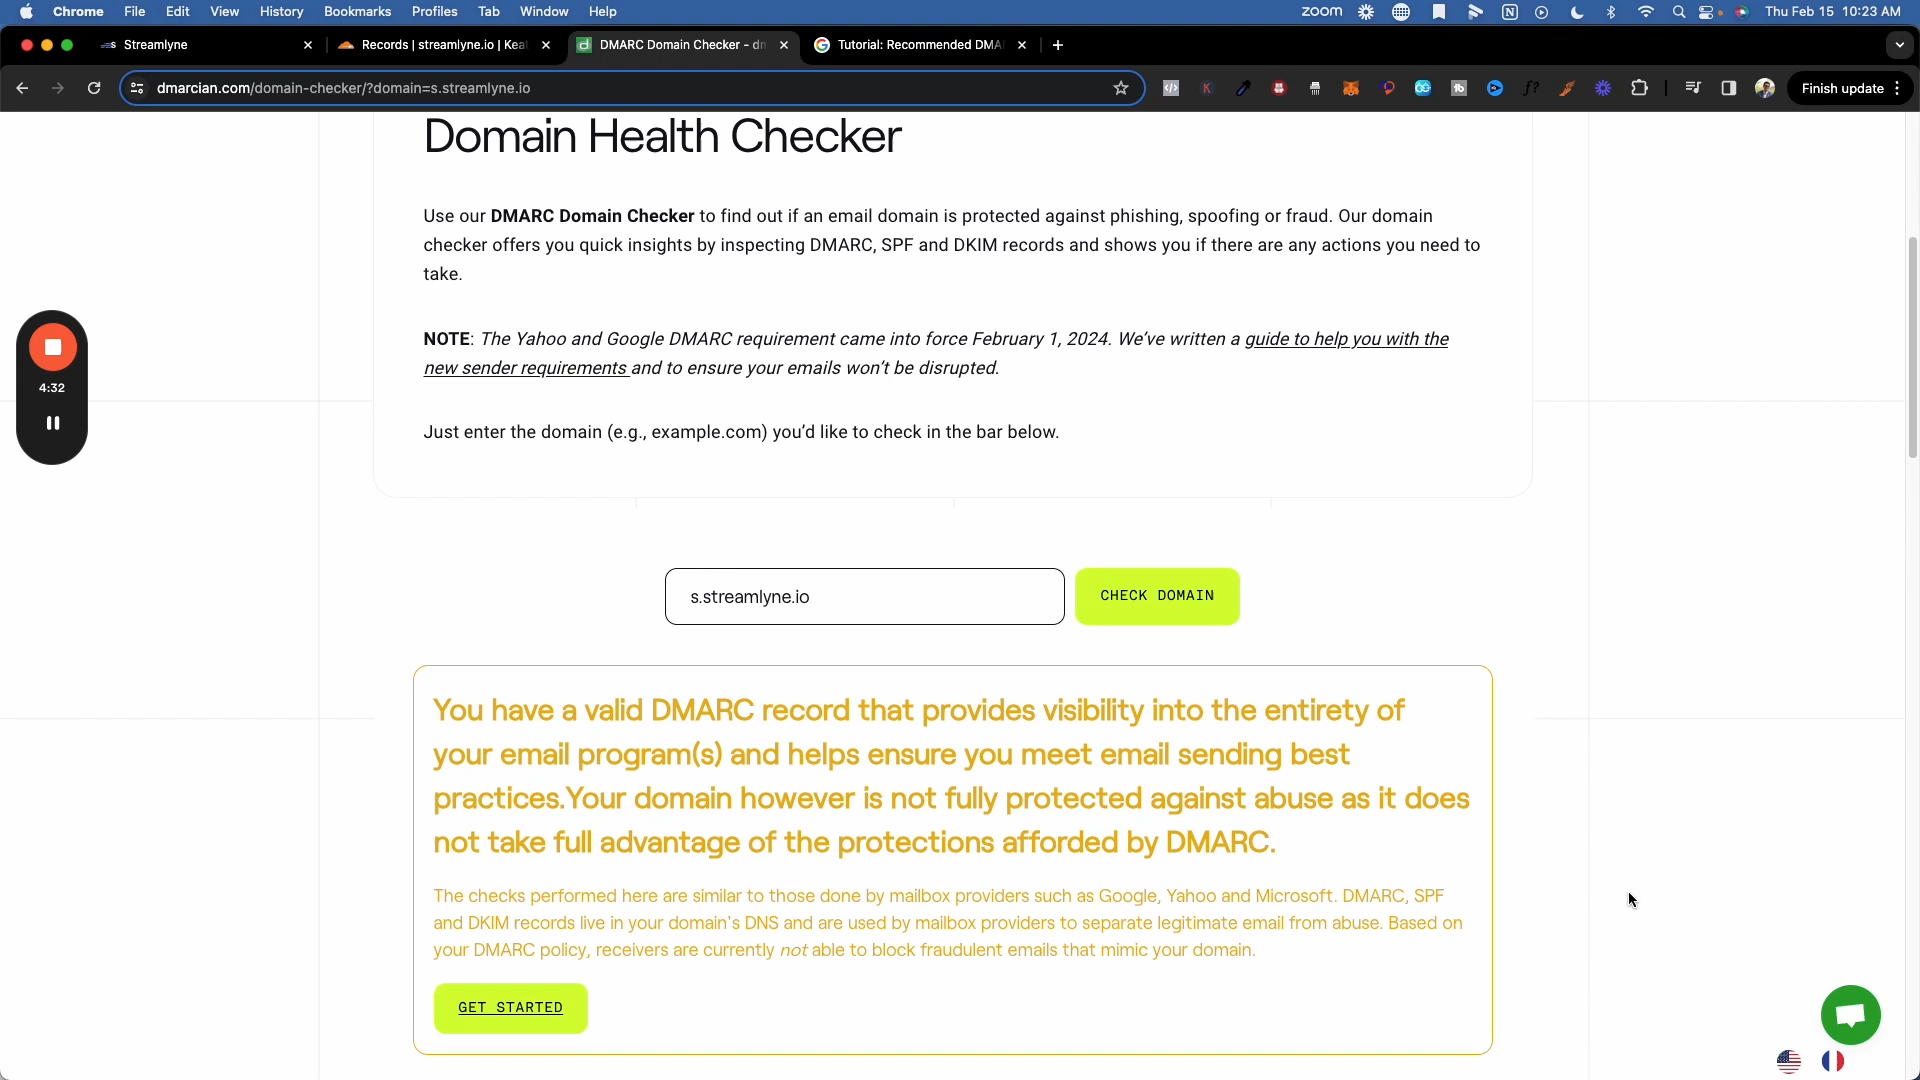 Chrome File Edit View History Bookmarks Profiles Tab Window Help zoom Thu Feb 15 10:23 AM
Streamlyne Records | streamlyne.io | Kea DMARC Domain Checker - dm Tutorial: Recommended DMA
dmarcian.com/domain-checker/?domain=s.streamlyne.io Finish update
Domain Health Checker
Use our DMARC Domain Checker to find out if an email domain is protected against phishing, spoofing or fraud. Our domain
checker offers you quick insights by inspecting DMARC, SPF and DKIM records and shows you if there are any actions you need to
take.
NOTE: The Yahoo and Google DMARC requirement came into force February 1, 2024. We've written a guide to help you with the
new sender requirements and to ensure your emails won't be disrupted.
4:32
Just enter the domain (e.g., example.com) you'd like to check in the bar below.
s.streamlyne.io CHECK DOMAIN
You have a valid DMARC record that provides visibility into the entirety of
your email program(s) and helps ensure you meet email sending best
practices.Your domain however is not fully protected against abuse as it does
not take full advantage of the protections afforded by DMARC.
The checks performed here are similar to those done by mailbox providers such as Google, Yahoo and Microsoft. DMARC, SPF
and DKIM records live in your domain's DNS and are used by mailbox providers to separate legitimate email from abuse. Based on
your DMARC policy, receivers are currently not able to block fraudulent emails that mimic your domain.
GET STARTED